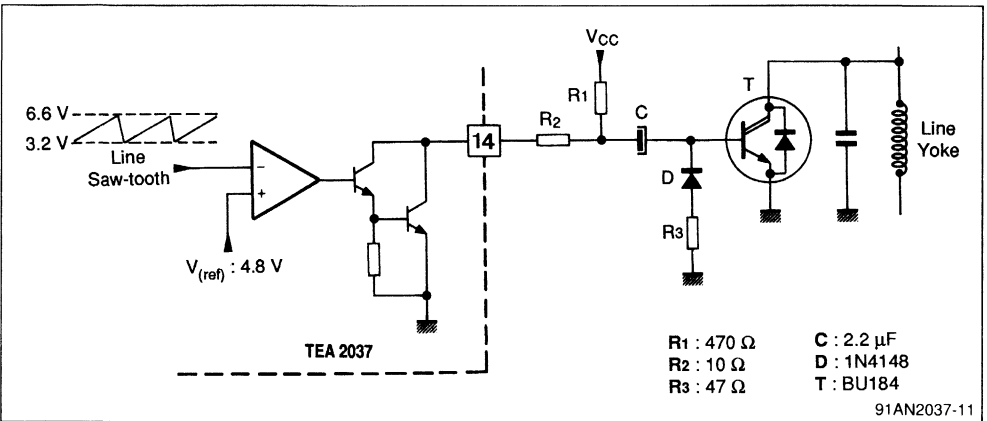 VCC
R1
T
C
6.6 V
3.2 V
14
R2
Line
Saw-tooth
Line
Yoke
−
+
D
R3
V(ref) : 4.8 V
TEA 2037
R1 : 470 Ω
C : 2.2 µF
R2 : 10 Ω
D : 1N4148
R3 : 47 Ω
T : BU184
91AN2037-11